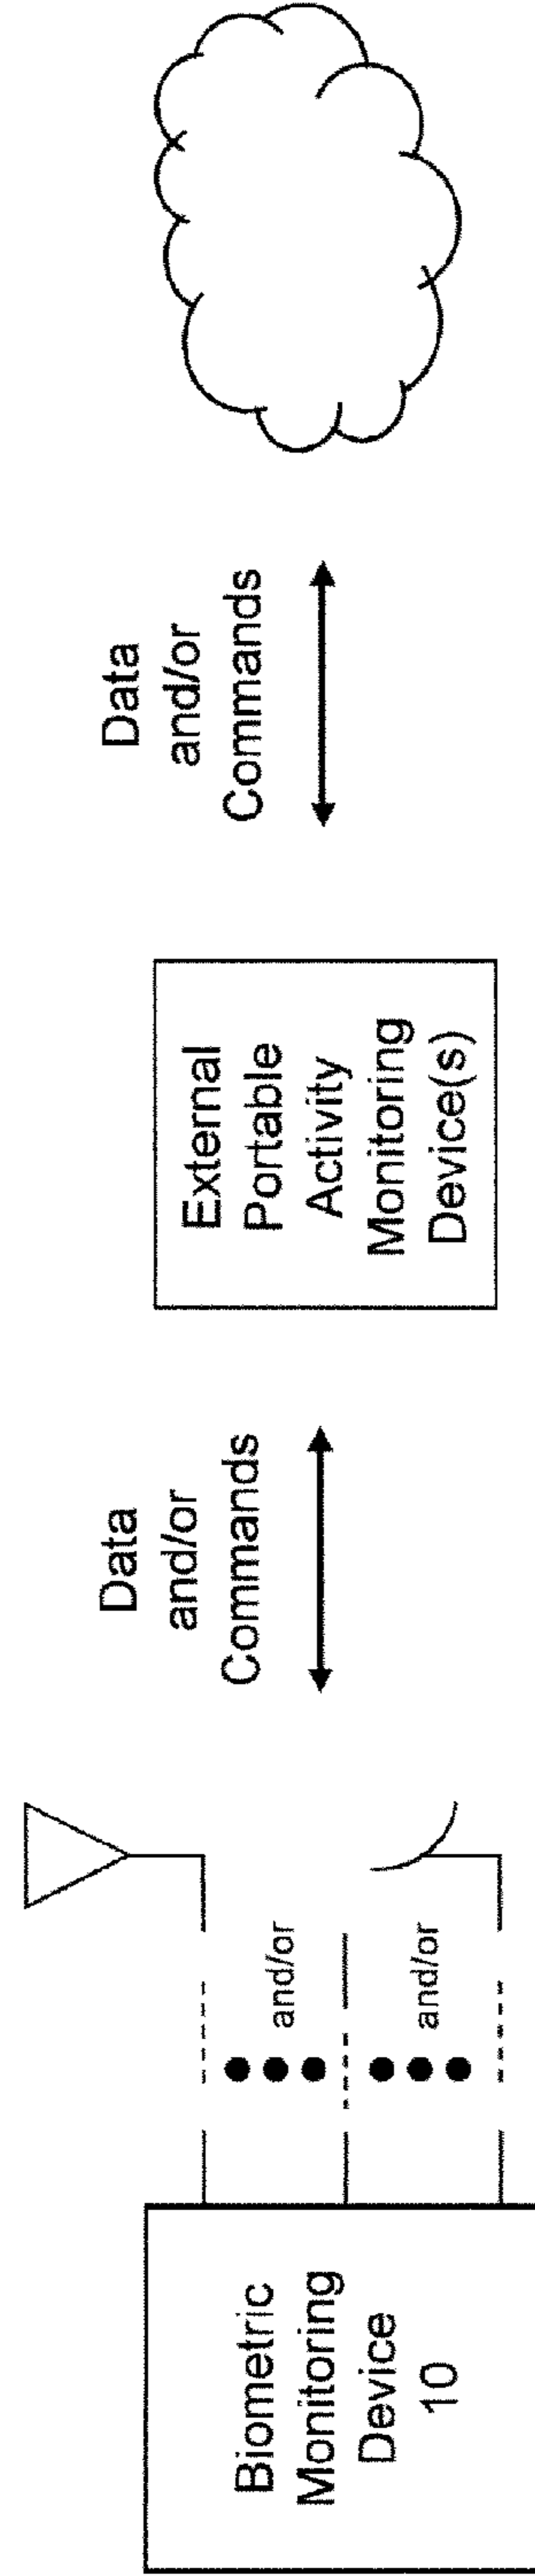 Biometric
Monitoring
Device
10
and/or
and/or
Data
and/or
Commands
External
Portable
Activity
Monitoring
Device(s)
Data
and/or
Commands